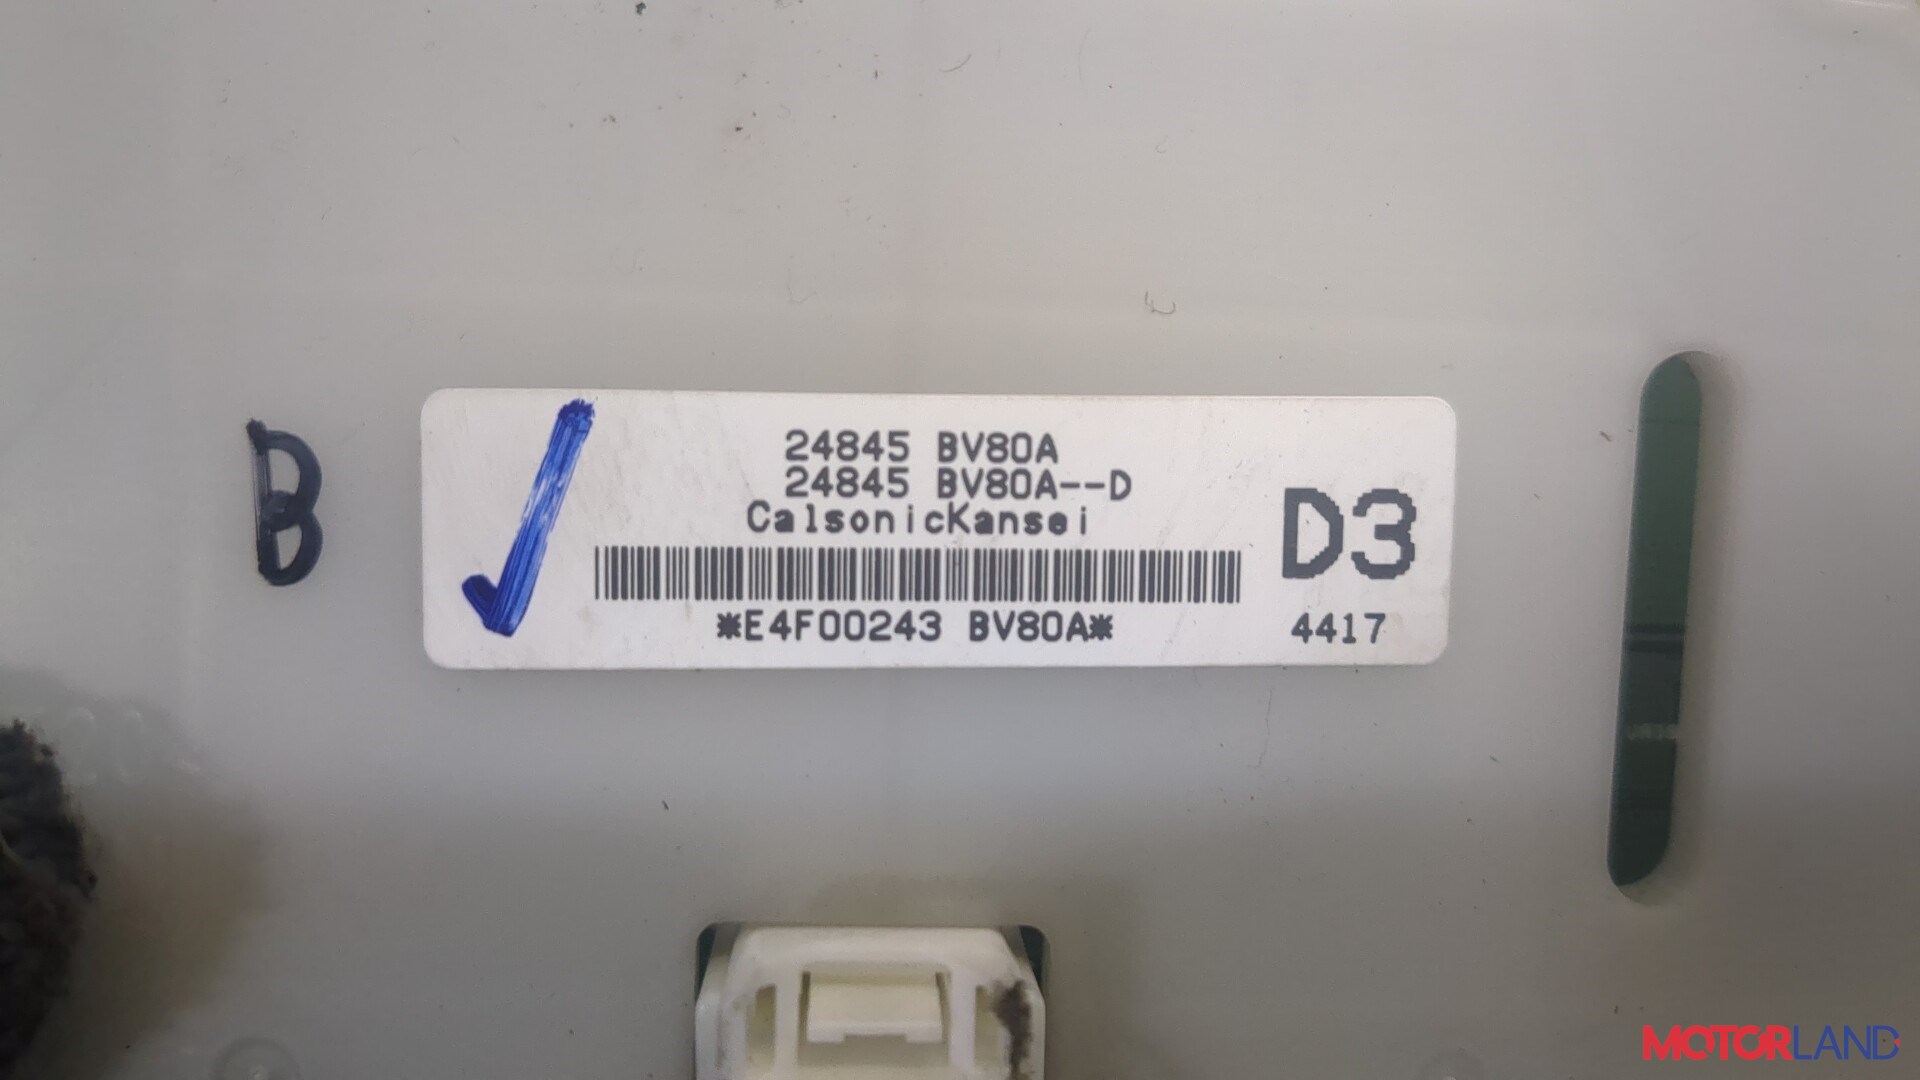 B
24845 BV80A
24845 BV80A--D
CalsonicKansei
D3
*E4F00243 BV80A*
4417
MOTORLAND